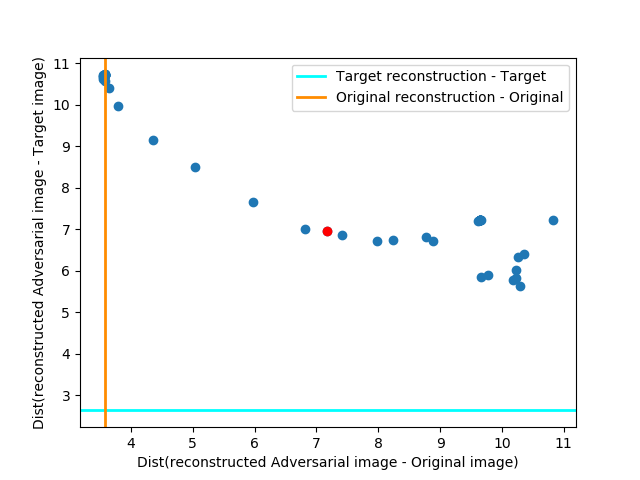 Target reconstruction - Target
Original reconstruction - Original
Dist(reconstructed Adversarial image - Target image)
11
10
9
8
7
6
5
4
3
4 5 6 7 8 9 10 11
Dist(reconstructed Adversarial image - Original image)